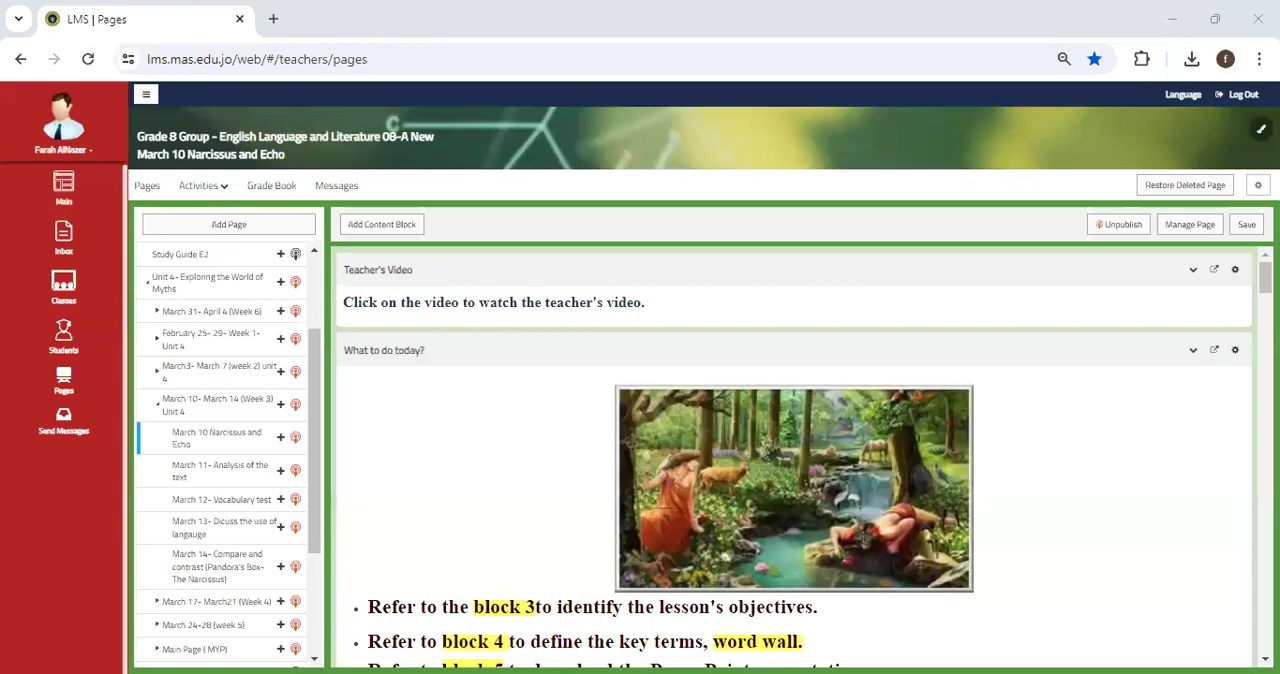 LMS | Pages
lms.mas.edu.jo/web/#/teachers/pages
f
Language
Log Out
Farah AlNazer
Grade 8 Group - English Language and Literature 08-A New
March 10 Narcissus and Echo
Pages
Activities
Grade Book
Messages
Restore Deleted Page
Main
Inbox
Classes
Students
Pages
Send Messages
Add Page
Add Content Block
Unpublish
Manage Page
Save
Study Guide E2
Unit 4- Exploring the World of
Myths
March 31- April 4 (Week 6)
February 25- 29- Week 1-
Unit 4
March3- March 7 (week 2) unit
4
March 10- March 14 (Week 3)
Unit 4
March 10 Narcissus and
Echo
March 11- Analysis of the
text
March 12- Vocabulary test
March 13- Dicuss the use of
langauge
March 14- Compare and
contrast (Pandora's Box-
The Narcissus)
March 17- March21 (Week 4)
March 24-28 (week 5)
Main Page ( MYP)
Teacher's Video
Click on the video to watch the teacher's video.
What to do today?
Refer to the block 3to identify the lesson's objectives.
Refer to block 4 to define the key terms, word wall.